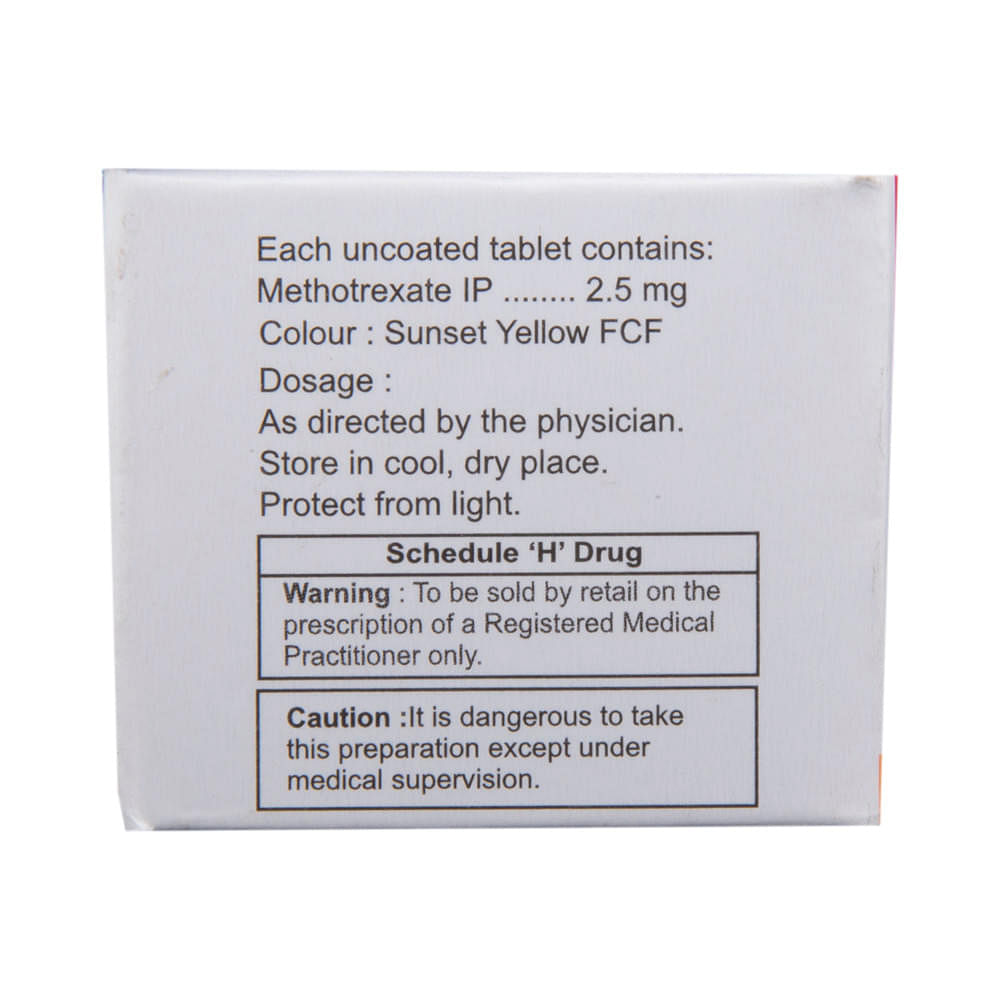 Each uncoated tablet contains:
Methotrexate IP ........ 2.5 mg
Colour : Sunset Yellow FCF
Dosage :
As directed by the physician.
Store in cool, dry place.
Protect from light.
Schedule ‘H’ Drug
Warning : To be sold by retail on the
prescription of a Registered Medical
Practitioner only.
Caution :It is dangerous to take
this preparation except under
medical supervision.